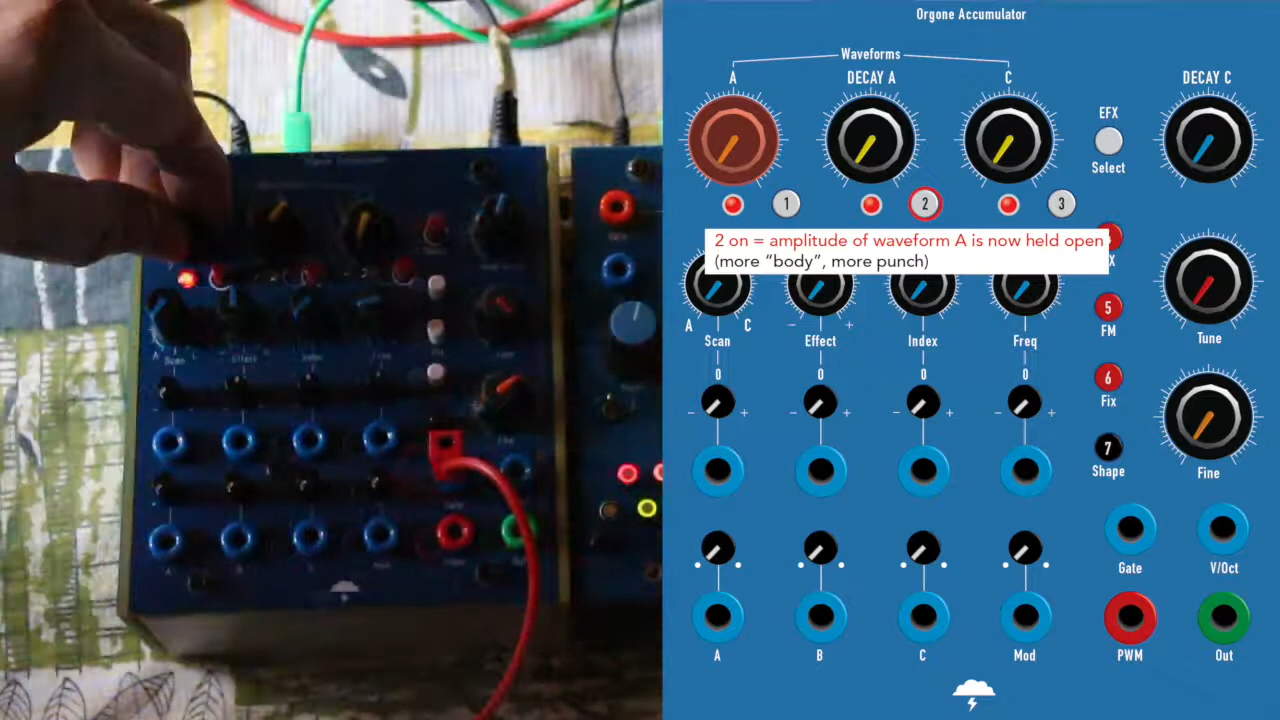 Orgone Accumulator
Waveforms
A DECAY A C DECAY C
EFX
Select
1 2 3
2 on = amplitude of waveform A is now held open
(more “body”, more punch)
X
A C - +
Scan Effect Index Freq
5
FM
Tune
0 0 0 0
6
Fix
- + - + - + - +
7
Shape
Fine
Gate V/Oct
A B C Mod PWM Out
Scan Effect